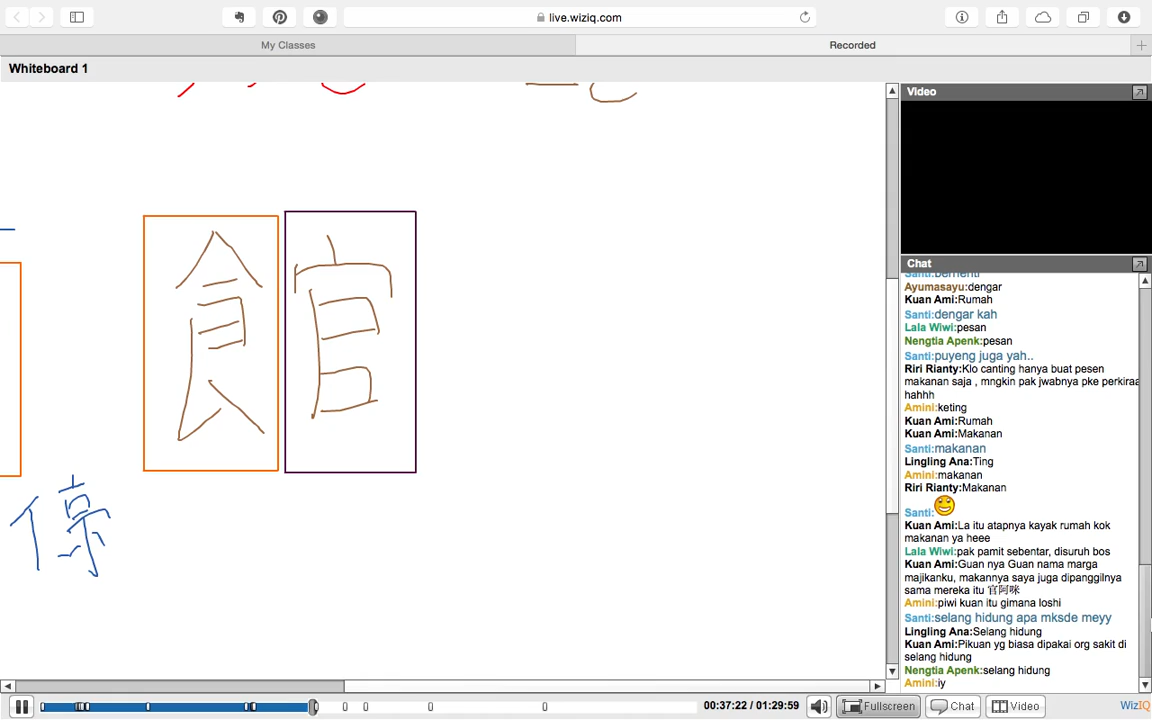 live.wiziq.com
My Classes
Recorded
Whiteboard 1
食官
停
Video
Chat
Santi:berhenti
Ayumasayu:dengar
Kuan Ami:Rumah
Santi:dengar kah
Lala Wiwi:pesan
Nengtia Apenk:pesan
Santi:puyeng juga yah..
Riri Rianty:Klo canting hanya buat pesen
makanan saja , mngkin pak jwabnya pke perkiraa
hahhh
Amini:keting
Kuan Ami:Rumah
Kuan Ami:Makanan
Santi:makanan
Lingling Ana:Ting
Amini:makanan
Riri Rianty:Makanan
Santi:
Kuan Ami:La itu atapnya kayak rumah kok
makanan ya heee
Lala Wiwi:pak pamit sebentar, disuruh bos
Kuan Ami:Guan nya Guan nama marga
majikanku, makannya saya juga dipanggilnya
sama mereka itu 官阿咪
Amini:piwi kuan itu gimana loshi
Santi:selang hidung apa mksde meyy
Lingling Ana:Selang hidung
Kuan Ami:Pikuan yg biasa dipakai org sakit di
selang hidung
Nengtia Apenk:selang hidung
Amini:iy
00:37:22 / 01:29:59
Fullscreen
Chat
Video
WizIQ